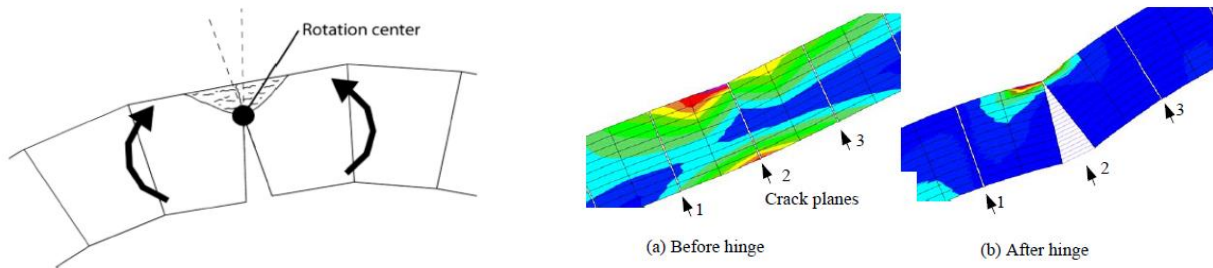 Rotation center
1
2
3
Crack planes
(a) Before hinge
1
2
3
(b) After hinge